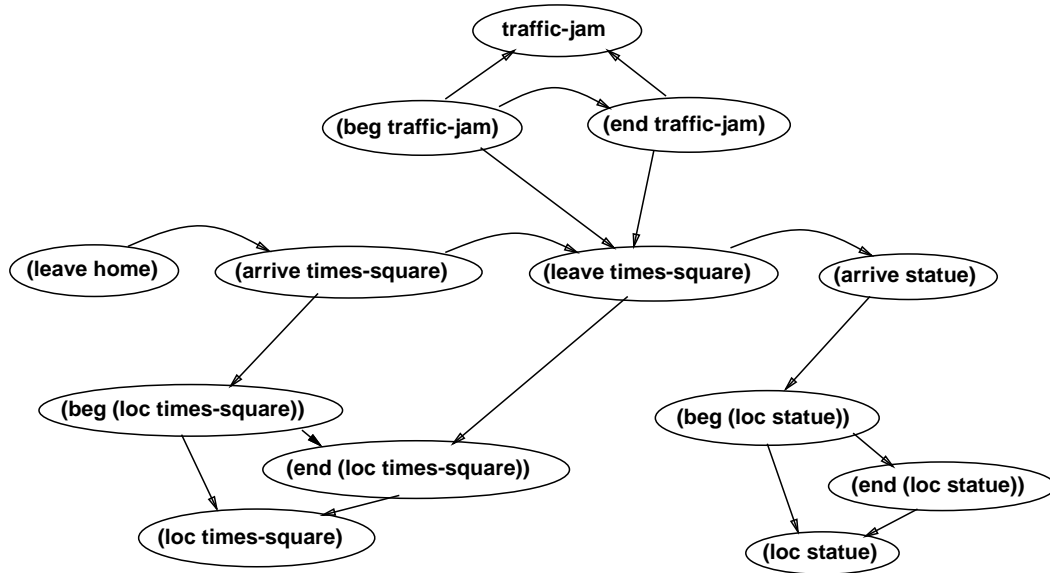 traffic-jam
(beg traffic-jam)
(end traffic-jam)
(leave home)
(arrive times-square)
(leave times-square)
(arrive statue)
(beg (loc times-square))
(beg (loc statue))
(end (loc times-square))
(end (loc statue))
(loc times-square)
(loc statue)